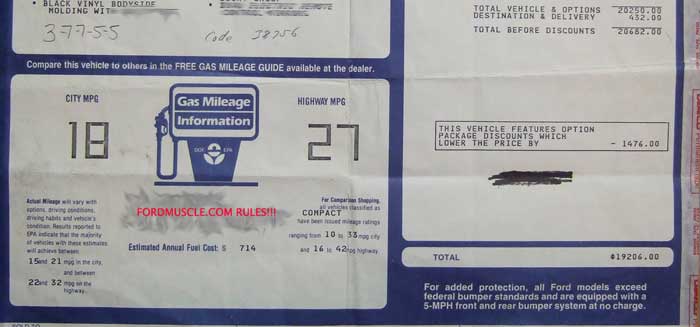 • BLACK VINYL BODYSIDE
MOLDING WIT
3-77-5-5
Code J8256
TOTAL VEHICLE & OPTIONS 20250.00
DESTINATION & DELIVERY 432.00
TOTAL BEFORE DISCOUNTS 20682.00
Compare this vehicle to others in the FREE GAS MILEAGE GUIDE available at the dealer.
CITY MPG
18
Gas Mileage
Information
DOE EPA
HIGHWAY MPG
27
Actual Mileage will vary with
options, driving conditions,
driving habits and vehicle's
condition. Results reported to
EPA indicate that the majority
of vehicles with these estimates
will achieve between
15 and 21 mpg in the city,
and between
22 and 32 mpg on the
highway.
FORDMUSCLE.COM RULES!!!
Estimated Annual Fuel Cost: $ 714
For Comparison Shopping,
all vehicles classified as
COMPACT
have been issued mileage ratings
ranging from 10 to 33 mpg city
and 16 to 42 mpg highway.
THIS VEHICLE FEATURES OPTION
PACKAGE DISCOUNTS WHICH
LOWER THE PRICE BY - 1476.00
TOTAL $19206.00
For added protection, all Ford models exceed
federal bumper standards and are equipped with a
5-MPH front and rear bumper system at no charge.
SOLD TO